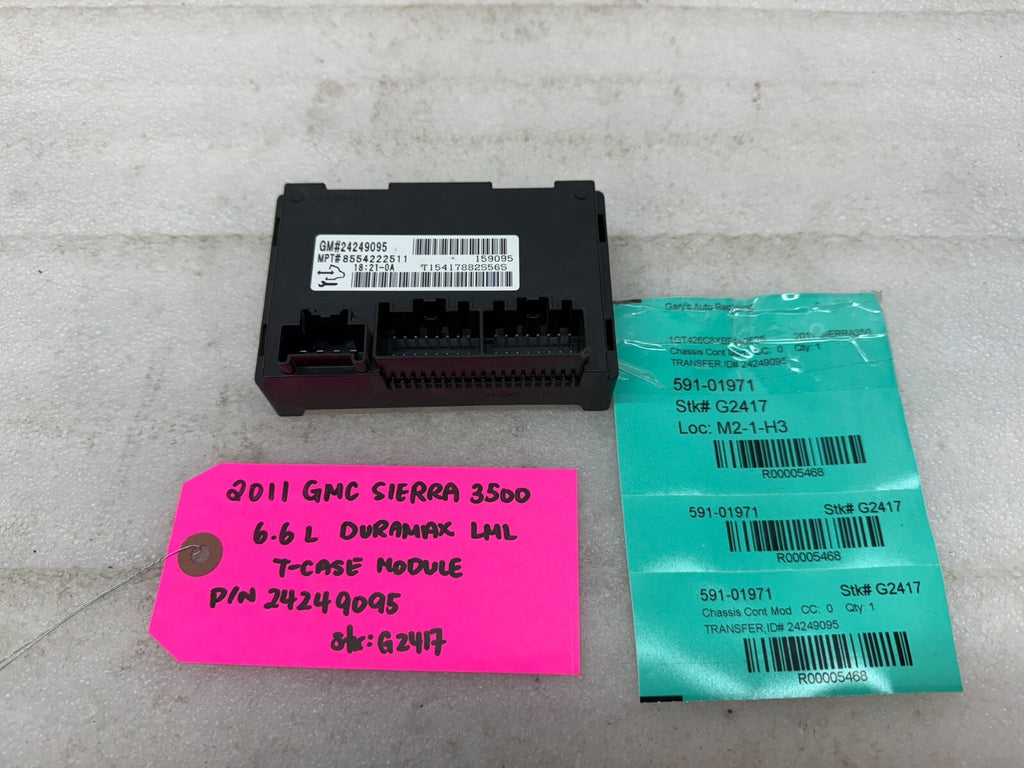 GM#24249095
MPT#8554222511
159095
18:21-0A
T15417882S56S
2011 GMC SIERRA 3500
6.6 L DURAMAX LML
T-CASE MODULE
P/N 24249095
stk: G2417
Gary's Auto
SIERRA350
Chassis Cont Mod CC: 0 Qty: 1
TRANSFER,ID# 24249095
591-01971
Stk# G2417
Loc: M2-1-H3
R00005468
591-01971 Stk# G2417
R00005468
591-01971 Stk# G2417
Chassis Cont Mod CC: 0 Qty: 1
TRANSFER,ID# 24249095
R00005468